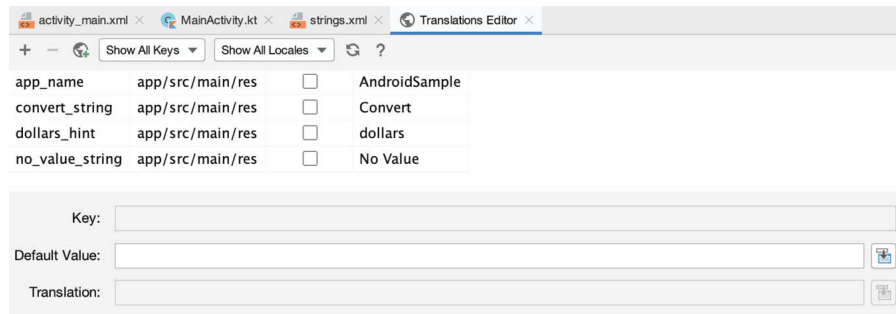 activity_main.xml MainActivity.kt strings.xml Translations Editor
Show All Keys Show All Locales ?
app_name app/src/main/res AndroidSample
convert_string app/src/main/res Convert
dollars_hint app/src/main/res dollars
no_value_string app/src/main/res No Value
Key:
Default Value:
Translation: